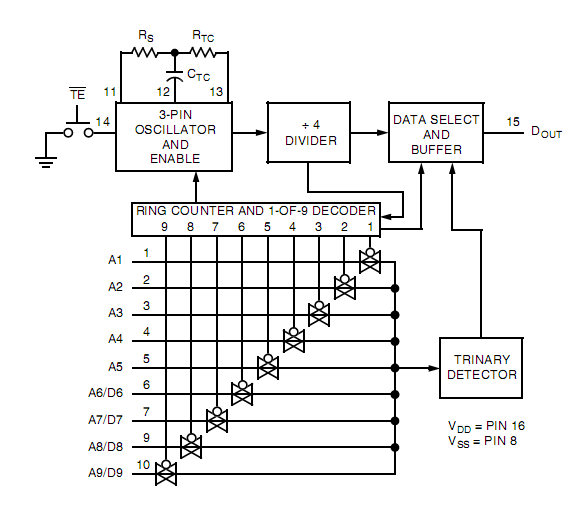 RS RTC
CTC
11 12 13
TE
14
3-PIN
OSCILLATOR
AND
ENABLE
÷ 4
DIVIDER
DATA SELECT
AND
BUFFER
15 DOUT
RING COUNTER AND 1-OF-9 DECODER
9 8 7 6 5 4 3 2 1
A1 1
A2 2
A3 3
A4 4
A5 5
A6/D6 6
A7/D7 7
A8/D8 9
A9/D9 10
TRINARY
DETECTOR
VDD = PIN 16
VSS = PIN 8